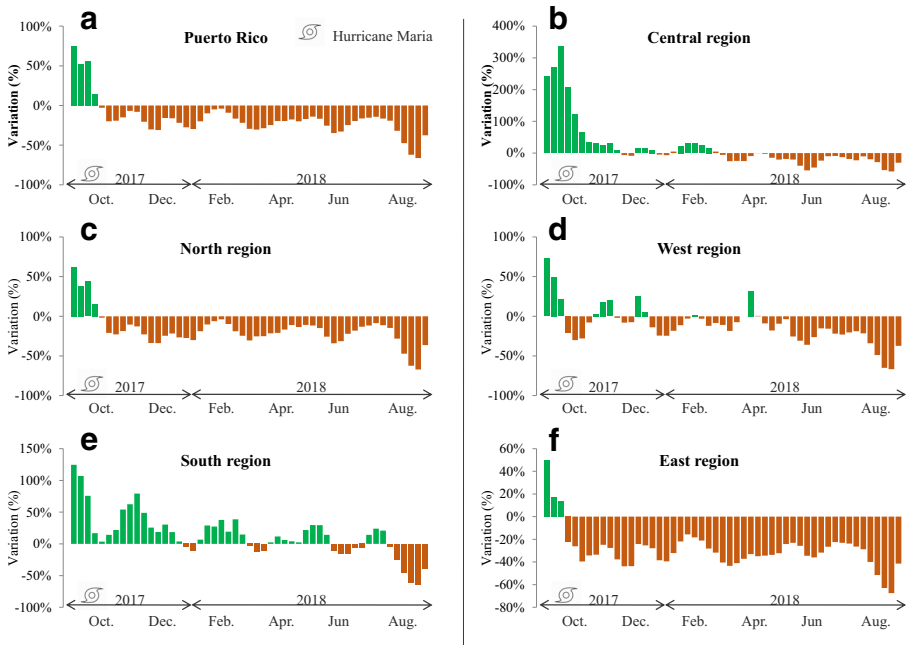 a
Puerto Rico
Hurricane Maria
Variation (%)
100%
50%
0%
-50%
-100%
2017
2018
Oct.
Dec.
Feb.
Apr.
Jun
Aug.
b
Central region
Variation (%)
400%
300%
200%
100%
0%
-100%
2017
2018
Oct.
Dec.
Feb.
Apr.
Jun
Aug.
c
North region
Variation (%)
100%
50%
0%
-50%
-100%
2017
2018
Oct.
Dec.
Feb.
Apr.
Jun
Aug.
d
West region
Variation (%)
100%
50%
0%
-50%
-100%
2017
2018
Oct.
Dec.
Feb.
Apr.
Jun
Aug.
e
South region
Variation (%)
150%
100%
50%
0%
-50%
-100%
2017
2018
Oct.
Dec.
Feb.
Apr.
Jun
Aug.
f
East region
Variation (%)
60%
40%
20%
0%
-20%
-40%
-60%
-80%
2017
2018
Oct.
Dec.
Feb.
Apr.
Jun
Aug.